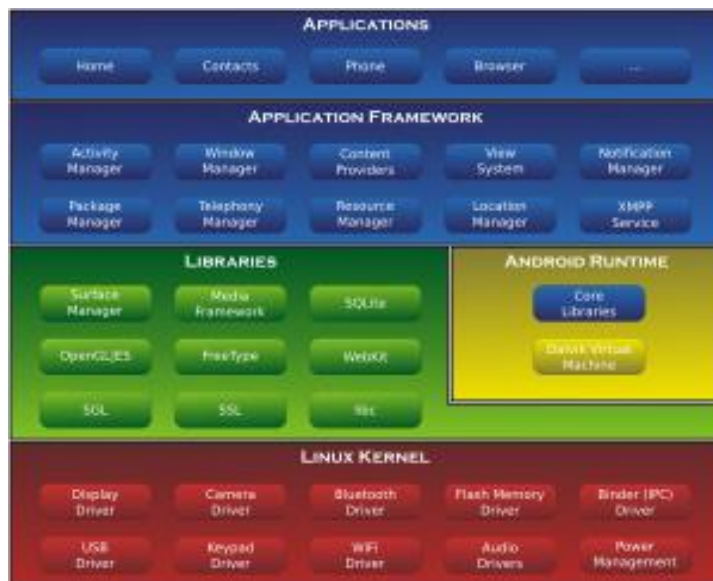 APPLICATIONS
Home Contacts Phone Browser ...
APPLICATION FRAMEWORK
Activity Manager Window Manager Content Providers View System Notification Manager
Package Manager Telephony Manager Resource Manager Location Manager XMPP Service
LIBRARIES
Surface Manager Media Framework SQLite
OpenGL|ES FreeType WebKit
SGL SSL libc
ANDROID RUNTIME
Core Libraries
Dalvik Virtual Machine
LINUX KERNEL
Display Driver Camera Driver Bluetooth Driver Flash Memory Driver Binder (IPC) Driver
USB Driver Keypad Driver WiFi Driver Audio Drivers Power Management